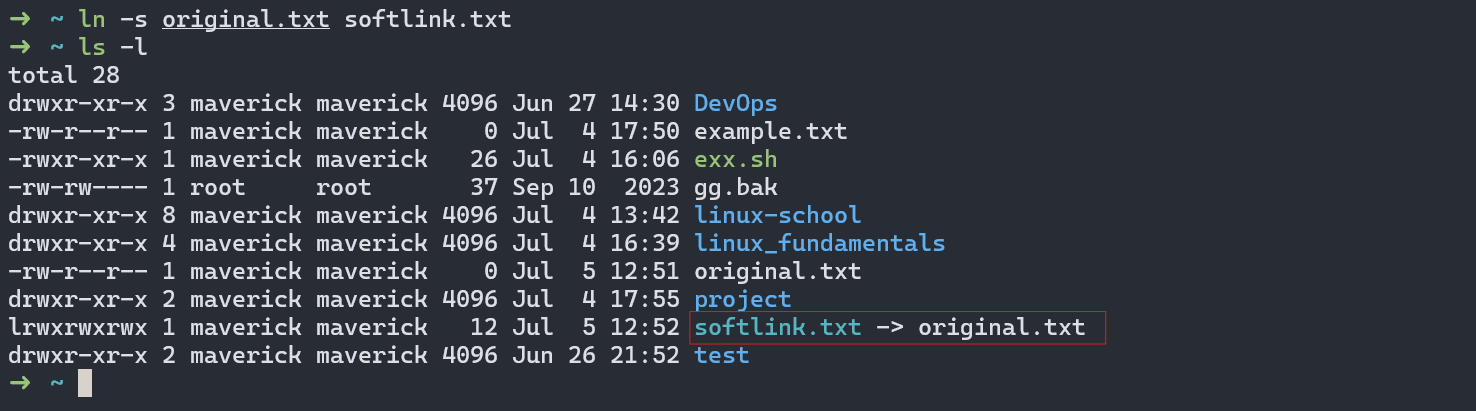 ➜ ~ ln -s original.txt softlink.txt
➜ ~ ls -l
total 28
drwxr-xr-x 3 maverick maverick 4096 Jun 27 14:30 DevOps
-rw-r--r-- 1 maverick maverick    0 Jul  4 17:50 example.txt
-rwxr-xr-x 1 maverick maverick   26 Jul  4 16:06 exx.sh
-rw-rw---- 1 root     root       37 Sep 10  2023 gg.bak
drwxr-xr-x 8 maverick maverick 4096 Jul  4 13:42 linux-school
drwxr-xr-x 4 maverick maverick 4096 Jul  4 16:39 linux_fundamentals
-rw-r--r-- 1 maverick maverick    0 Jul  5 12:51 original.txt
drwxr-xr-x 2 maverick maverick 4096 Jul  4 17:55 project
lrwxrwxrwx 1 maverick maverick   12 Jul  5 12:52 softlink.txt -> original.txt
drwxr-xr-x 2 maverick maverick 4096 Jun 26 21:52 test
➜ ~